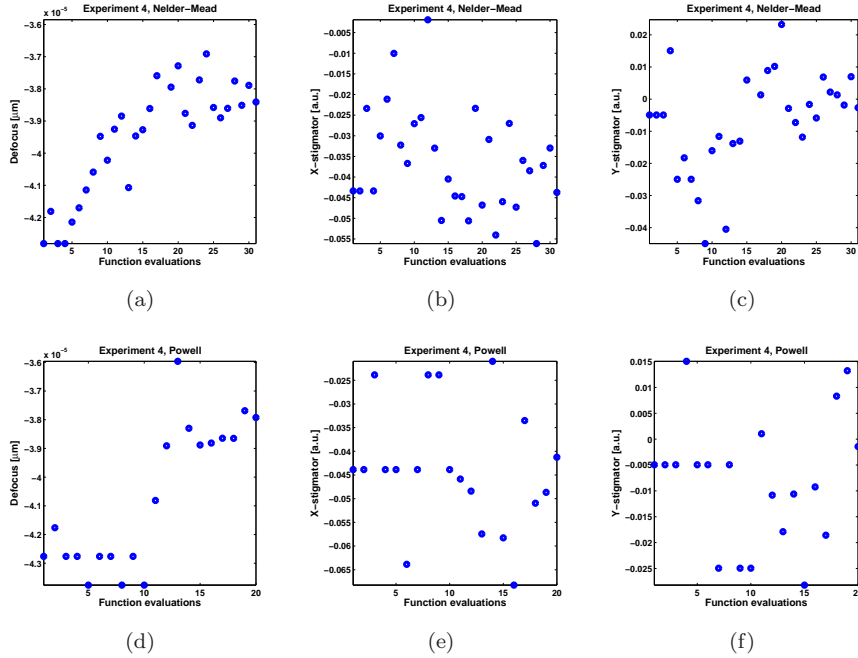 Experiment 4, Nelder−Mead
x 10⁻⁵
−3.6
−3.7
−3.8
−3.9
−4
−4.1
−4.2
Defocus [μm]
5 10 15 20 25 30
Function evaluations
(a)
Experiment 4, Nelder−Mead
−0.005
−0.01
−0.015
−0.02
−0.025
−0.03
−0.035
−0.04
−0.045
−0.05
−0.055
X−stigmator [a.u.]
5 10 15 20 25 30
Function evaluations
(b)
Experiment 4, Nelder−Mead
0.02
0.01
0
−0.01
−0.02
−0.03
−0.04
Y−stigmator [a.u.]
5 10 15 20 25 30
Function evaluations
(c)
Experiment 4, Powell
x 10⁻⁵
−3.6
−3.7
−3.8
−3.9
−4
−4.1
−4.2
−4.3
Defocus [μm]
5 10 15 20
Function evaluations
(d)
Experiment 4, Powell
−0.025
−0.03
−0.035
−0.04
−0.045
−0.05
−0.055
−0.06
−0.065
X−stigmator [a.u.]
5 10 15 20
Function evaluations
(e)
Experiment 4, Powell
0.015
0.01
0.005
0
−0.005
−0.01
−0.015
−0.02
−0.025
Y−stigmator [a.u.]
5 10 15 20
Function evaluations
(f)